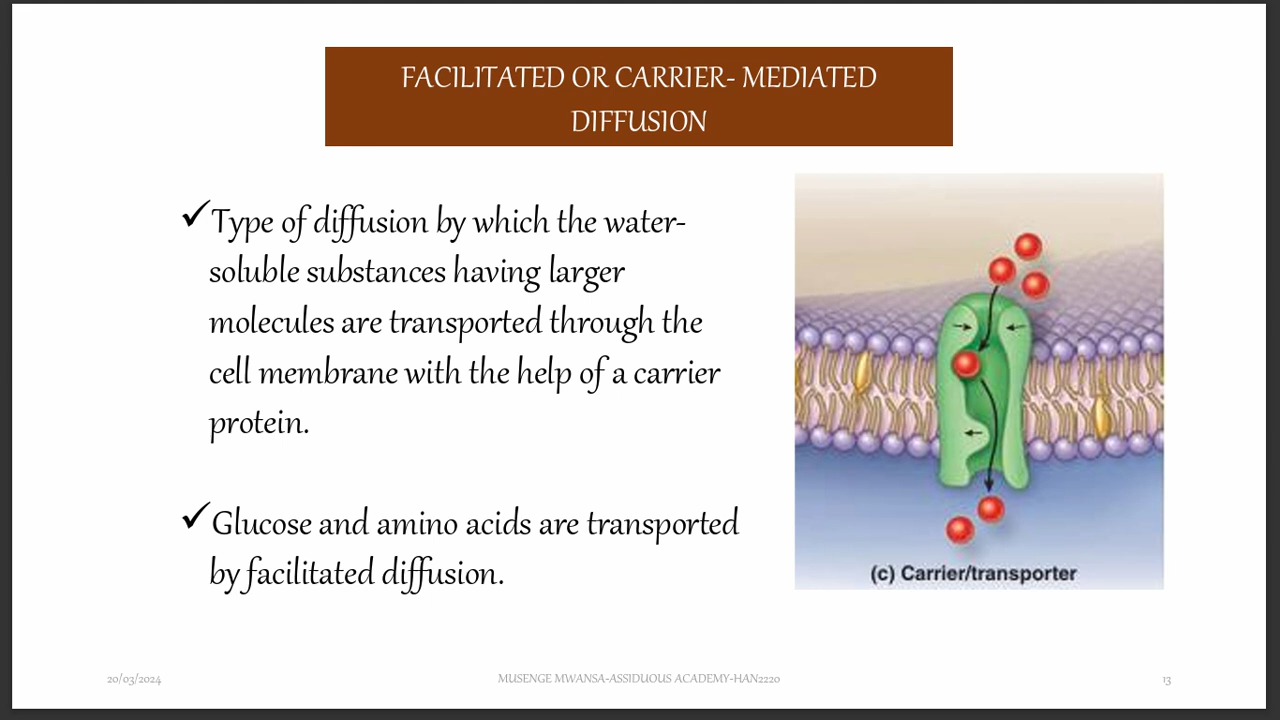 FACILITATED OR CARRIER- MEDIATED
DIFFUSION
✓Type of diffusion by which the water-
soluble substances having larger
molecules are transported through the
cell membrane with the help of a carrier
protein.
✓Glucose and amino acids are transported
by facilitated diffusion.
(c) Carrier/transporter
20/03/2024
MUSENGE MWANSA-ASSIDUOUS ACADEMY-HAN2220
13